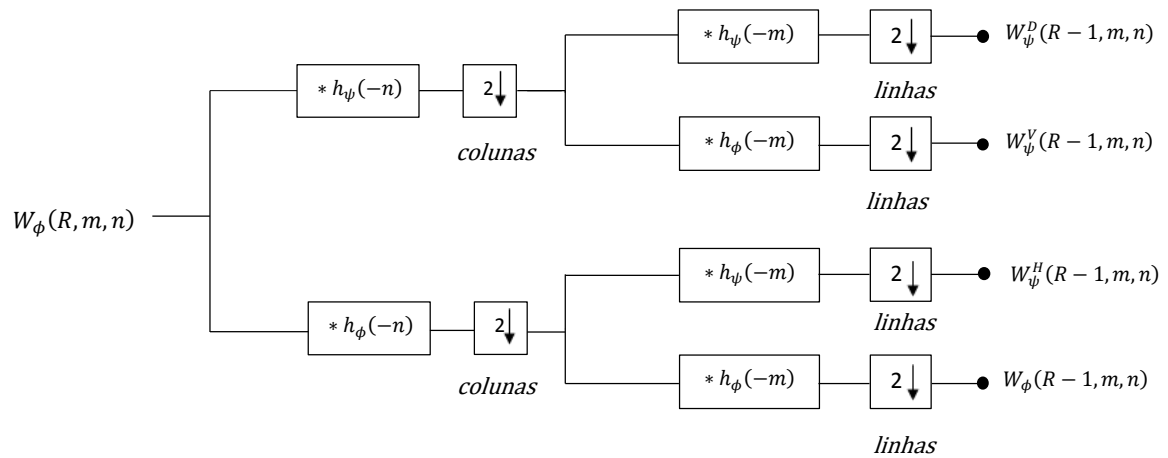 ∗ h_ψ(−m)
2↓
W_ψ^D(R − 1, m, n)
linhas
∗ h_ψ(−n)
2↓
colunas
∗ h_ϕ(−m)
2↓
W_ψ^V(R − 1, m, n)
linhas
W_ϕ(R, m, n)
∗ h_ψ(−m)
2↓
W_ψ^H(R − 1, m, n)
linhas
∗ h_ϕ(−n)
2↓
colunas
∗ h_ϕ(−m)
2↓
W_ϕ(R − 1, m, n)
linhas